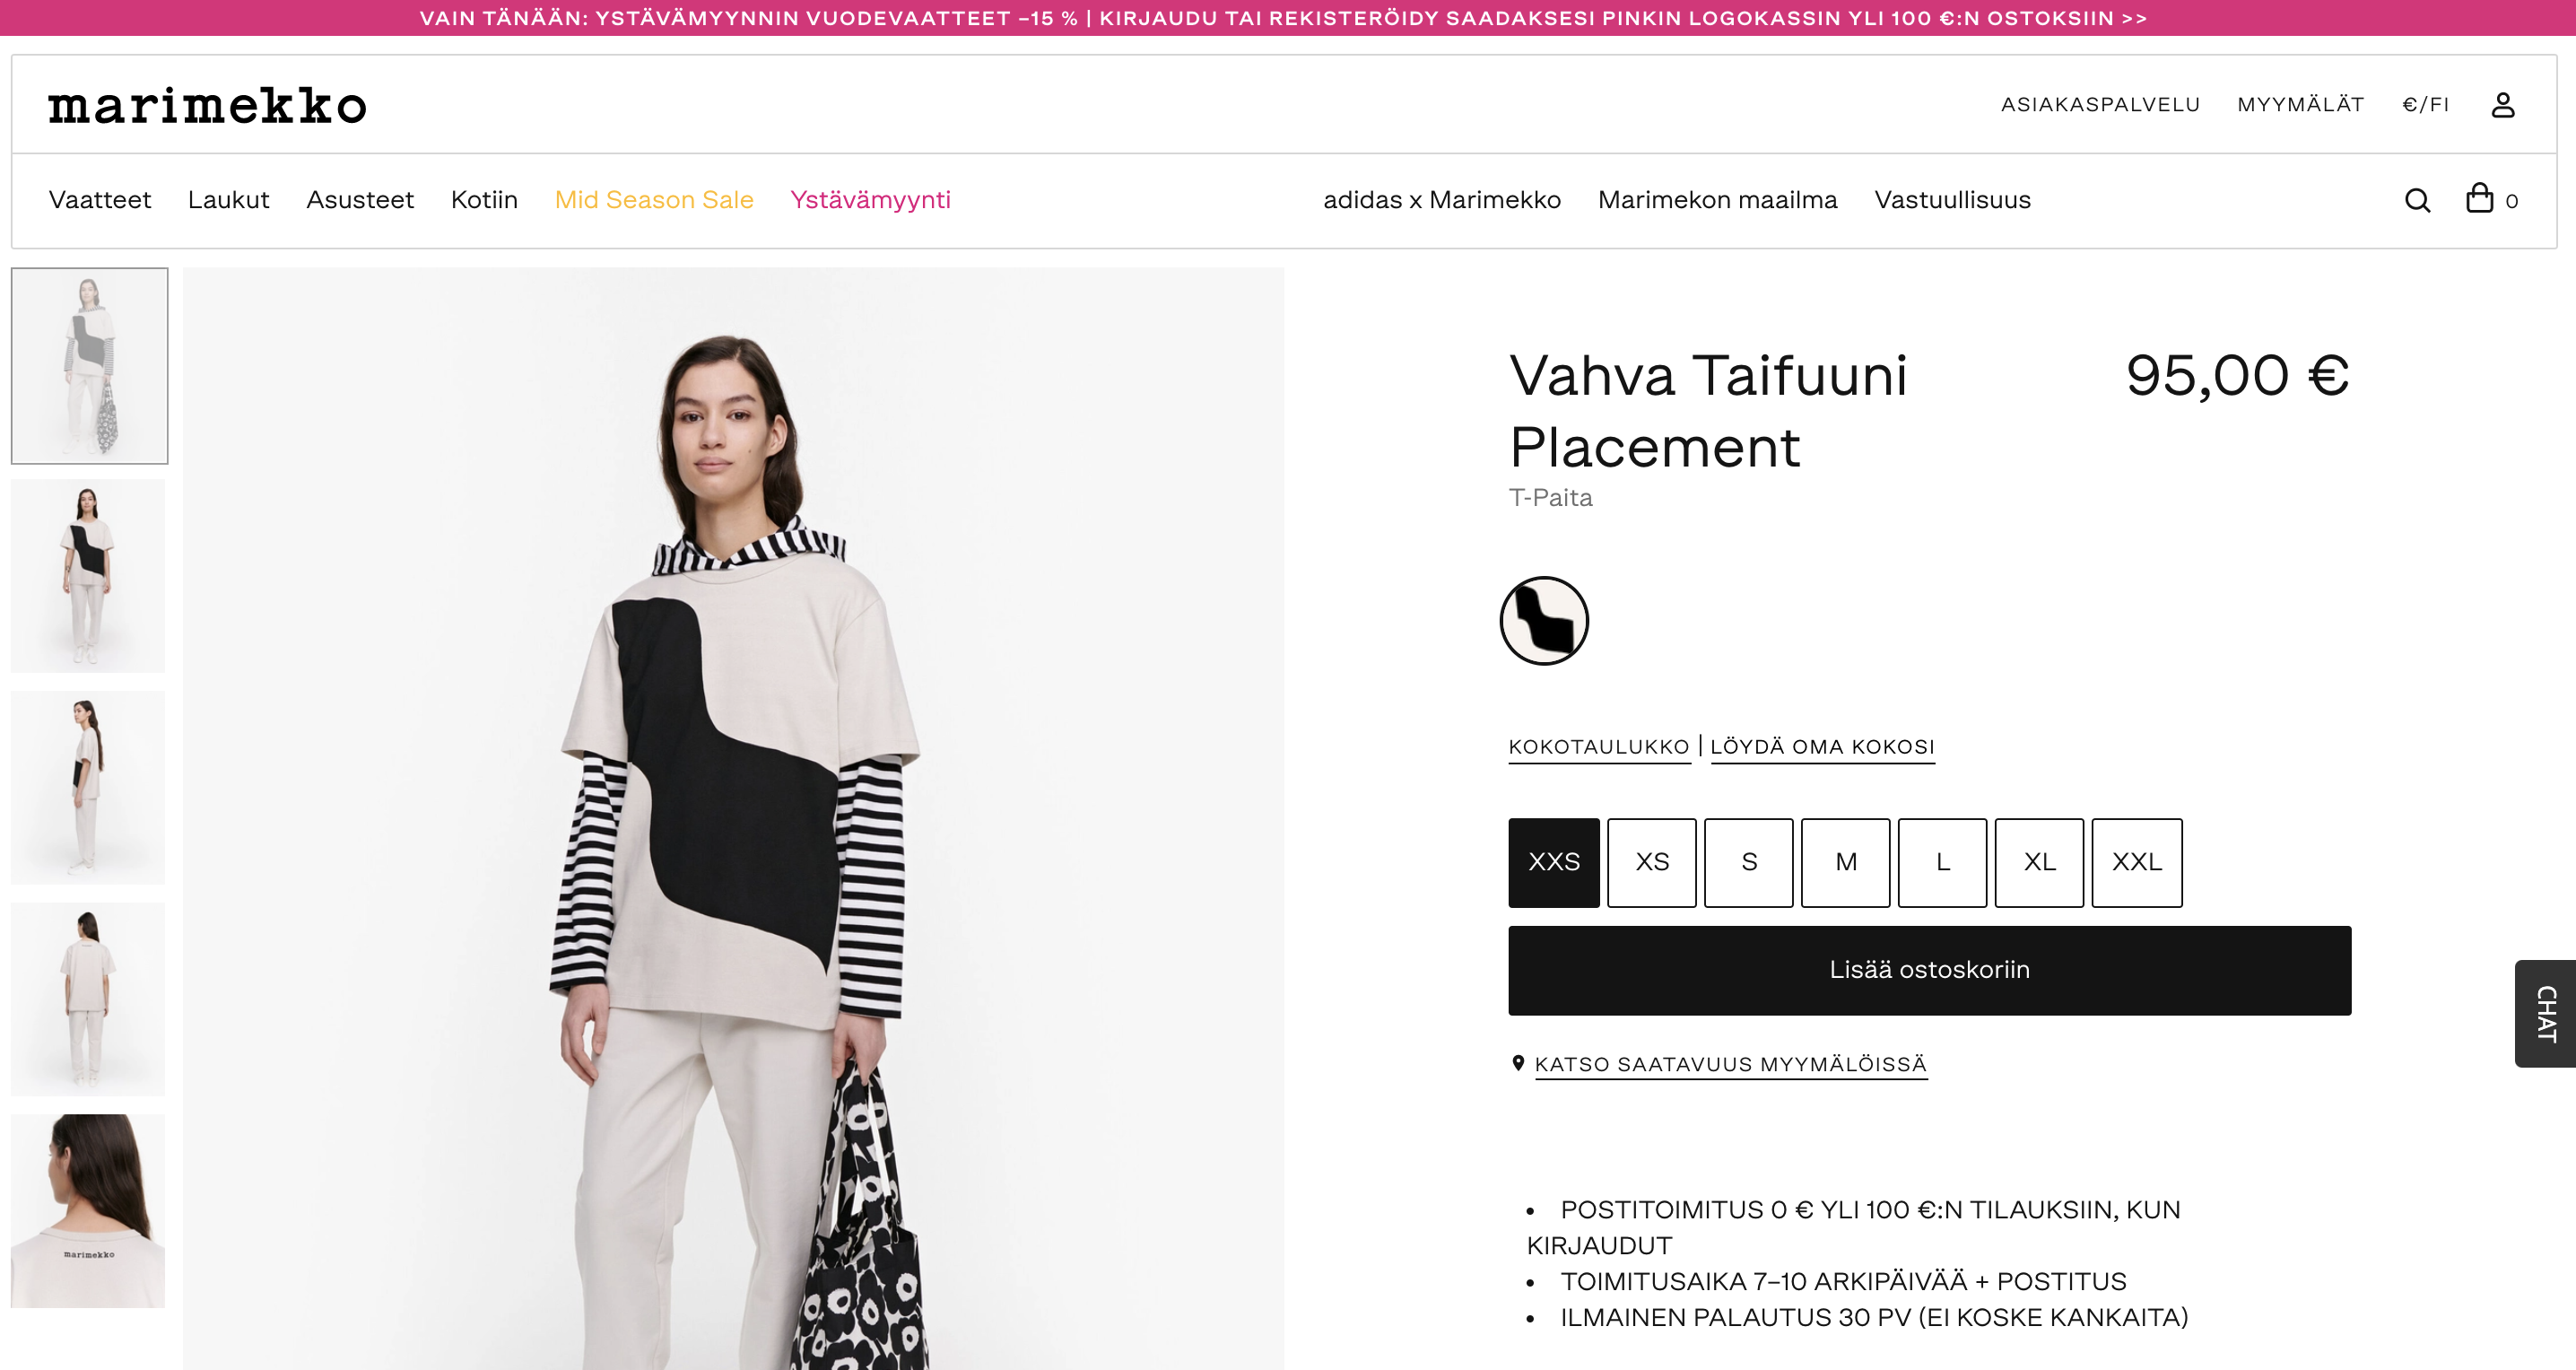 VAIN TÄNÄÄN: YSTÄVÄMYYNNIN VUODEVAATTEET –15 % | KIRJAUDU TAI REKISTERÖIDY SAADAKSESI PINKIN LOGOKASSIN YLI 100 €:N OSTOKSIIN >>
marimekko
ASIAKASPALVELU MYYMÄLÄT €/FI
Vaatteet Laukut Asusteet Kotiin Mid Season Sale Ystävämyynti adidas x Marimekko Marimekon maailma Vastuullisuus 0
Vahva Taifuuni 95,00 €
Placement
T-Paita
KOKOTAULUKKO | LÖYDÄ OMA KOKOSI
XXS XS S M L XL XXL
Lisää ostoskoriin
CHAT
KATSO SAATAVUUS MYYMÄLÖISSÄ
• POSTITOIMITUS 0 € YLI 100 €:N TILAUKSIIN, KUN
KIRJAUDUT
• TOIMITUSAIKA 7–10 ARKIPÄIVÄÄ + POSTITUS
• ILMAINEN PALAUTUS 30 PV (EI KOSKE KANKAITA)
marimekko